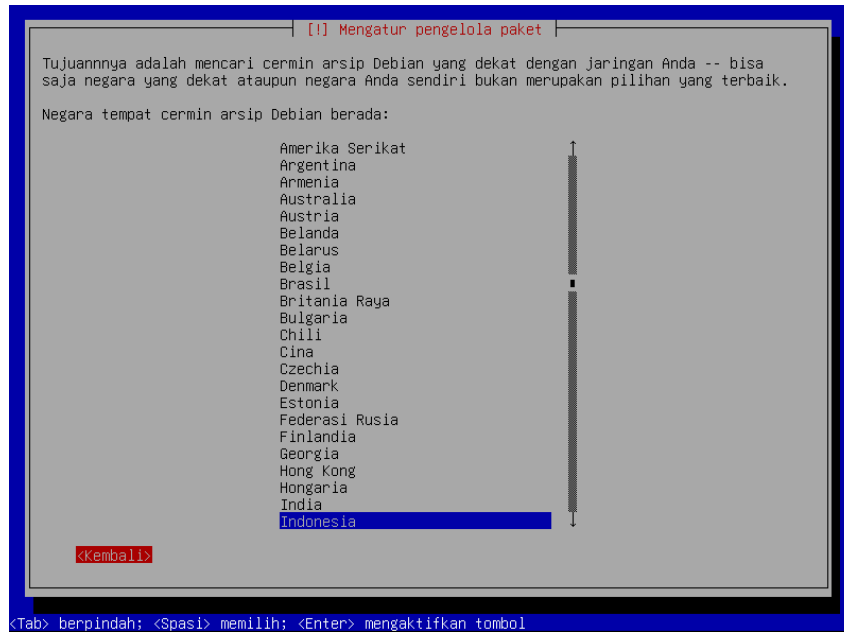 [!] Mengatur pengelola paket
Tujuannnya adalah mencari cermin arsip Debian yang dekat dengan jaringan Anda -- bisa
saja negara yang dekat ataupun negara Anda sendiri bukan merupakan pilihan yang terbaik.
Negara tempat cermin arsip Debian berada:
Amerika Serikat
Argentina
Armenia
Australia
Austria
Belanda
Belarus
Belgia
Brasil
Britania Raya
Bulgaria
Chili
Cina
Czechia
Denmark
Estonia
Federasi Rusia
Finlandia
Georgia
Hong Kong
Hongaria
India
Indonesia
<Kembali>
<Tab> berpindah; <Spasi> memilih; <Enter> mengaktifkan tombol